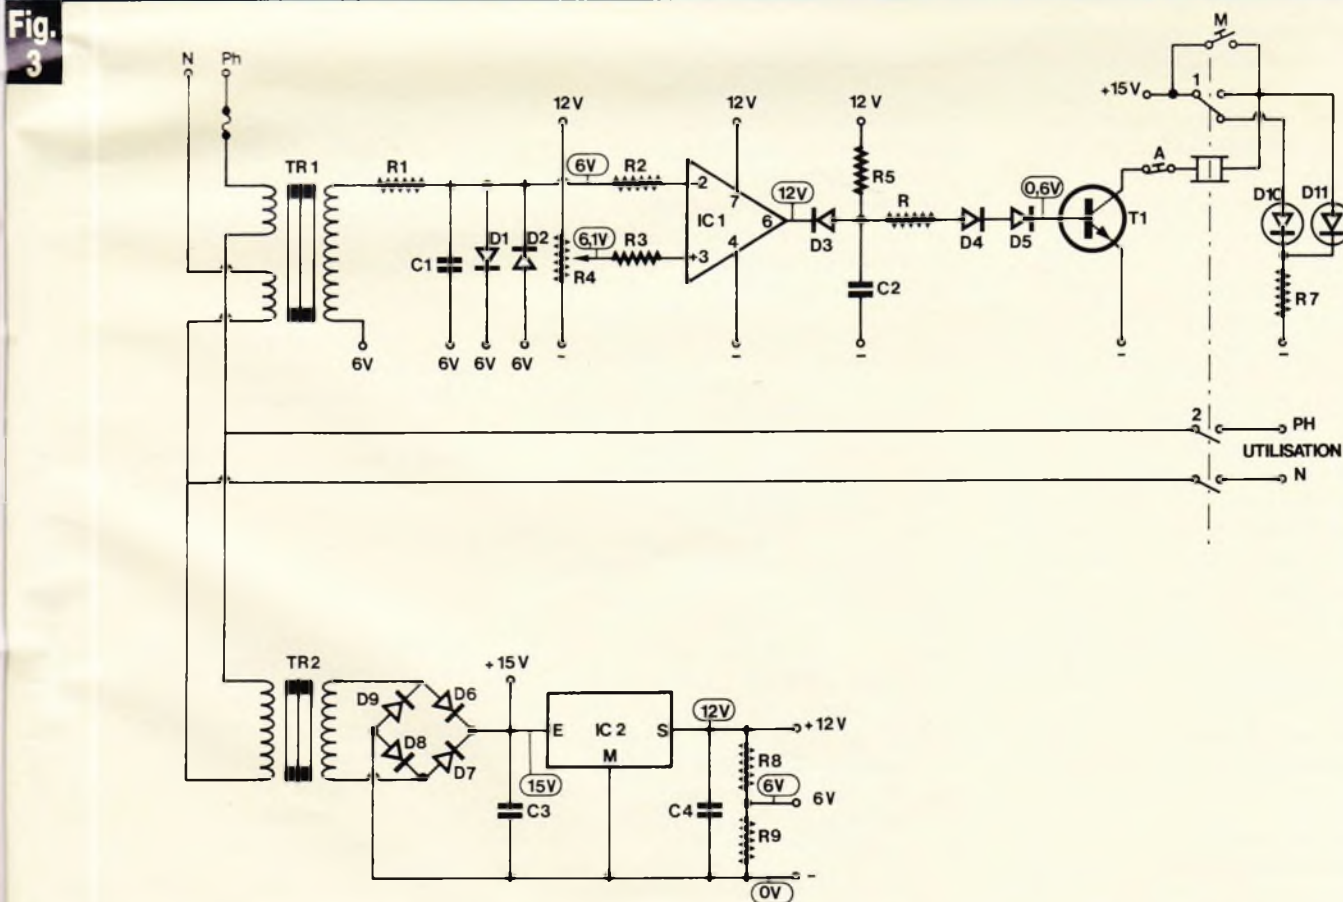 Fig.
3
N Ph
M
+15V
1
12V 12V 12V
TR1
R1
6V
R2
-2
7
IC1
6
4
+3
12V
R5
R
0,6V
A
D10 D11
C1
D1
D2
6,1V
R3
R4
D3
D4
D5
T1
C2
R7
6V
6V 6V 6V
-
-
-
-
-
2
PH
UTILISATION
N
TR2
+15V
D9 D6
D8
D7
E
IC2
S
M
12V
+12V
R8
15V
6V
6V
C3
C4
R9
-
0V